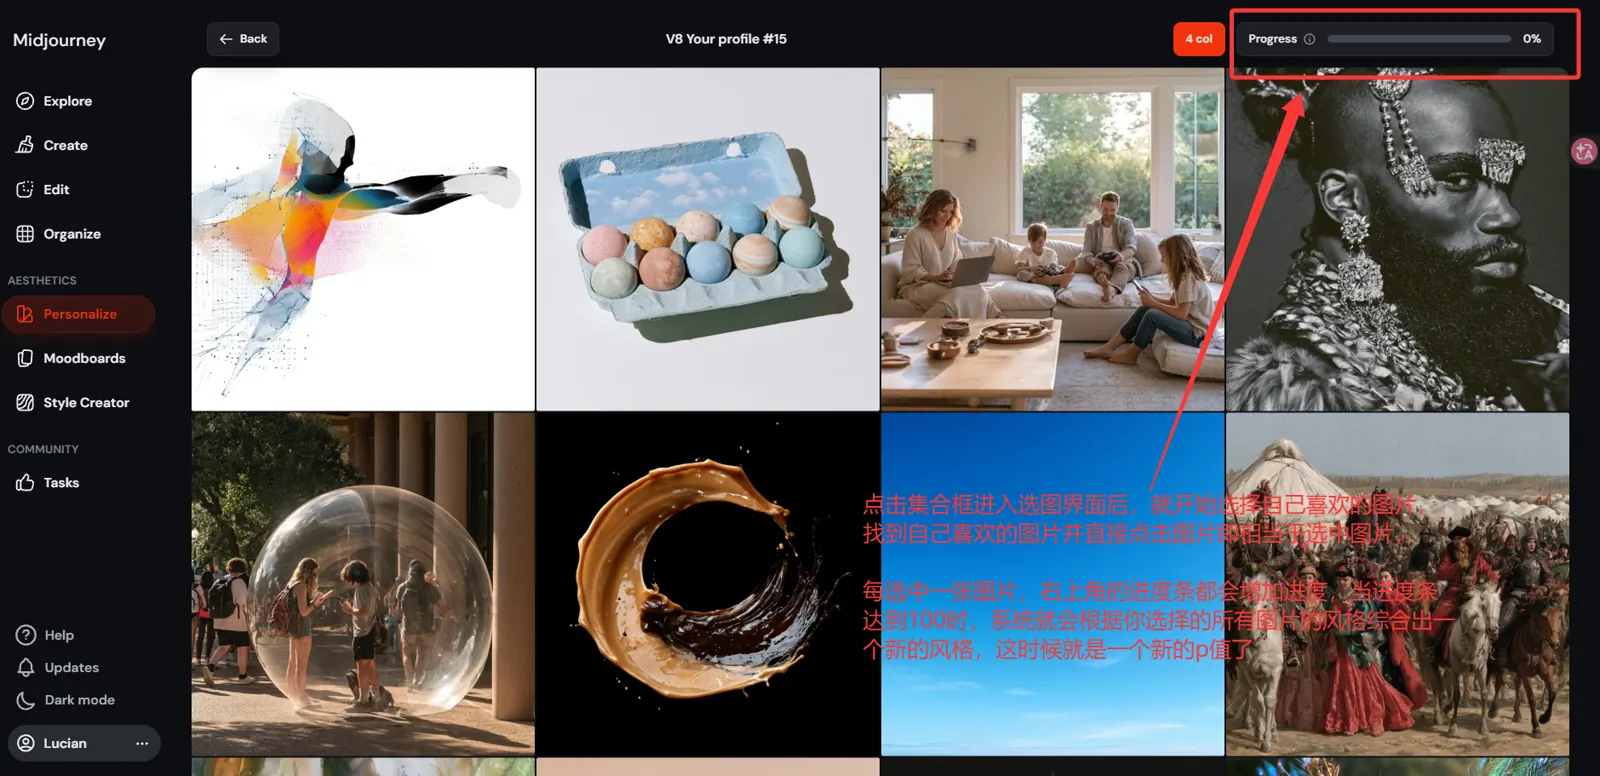 Midjourney
Back
V8 Your profile #15
4 col
Progress
0%
Explore
Create
Edit
Organize
AESTHETICS
Personalize
Moodboards
Style Creator
COMMUNITY
Tasks
点击集合框进入选图界面后，就开始选择自己喜欢的图片，
找到自己喜欢的图片并直接点击图片即相当于选中图片，
每选中一张图片，右上角的进度条都会增加进度，当进度条
达到100时，系统就会根据你选择的所有图片的风格综合出一
个新的风格，这时候就是一个新的p值了
Help
Updates
Dark mode
Lucian